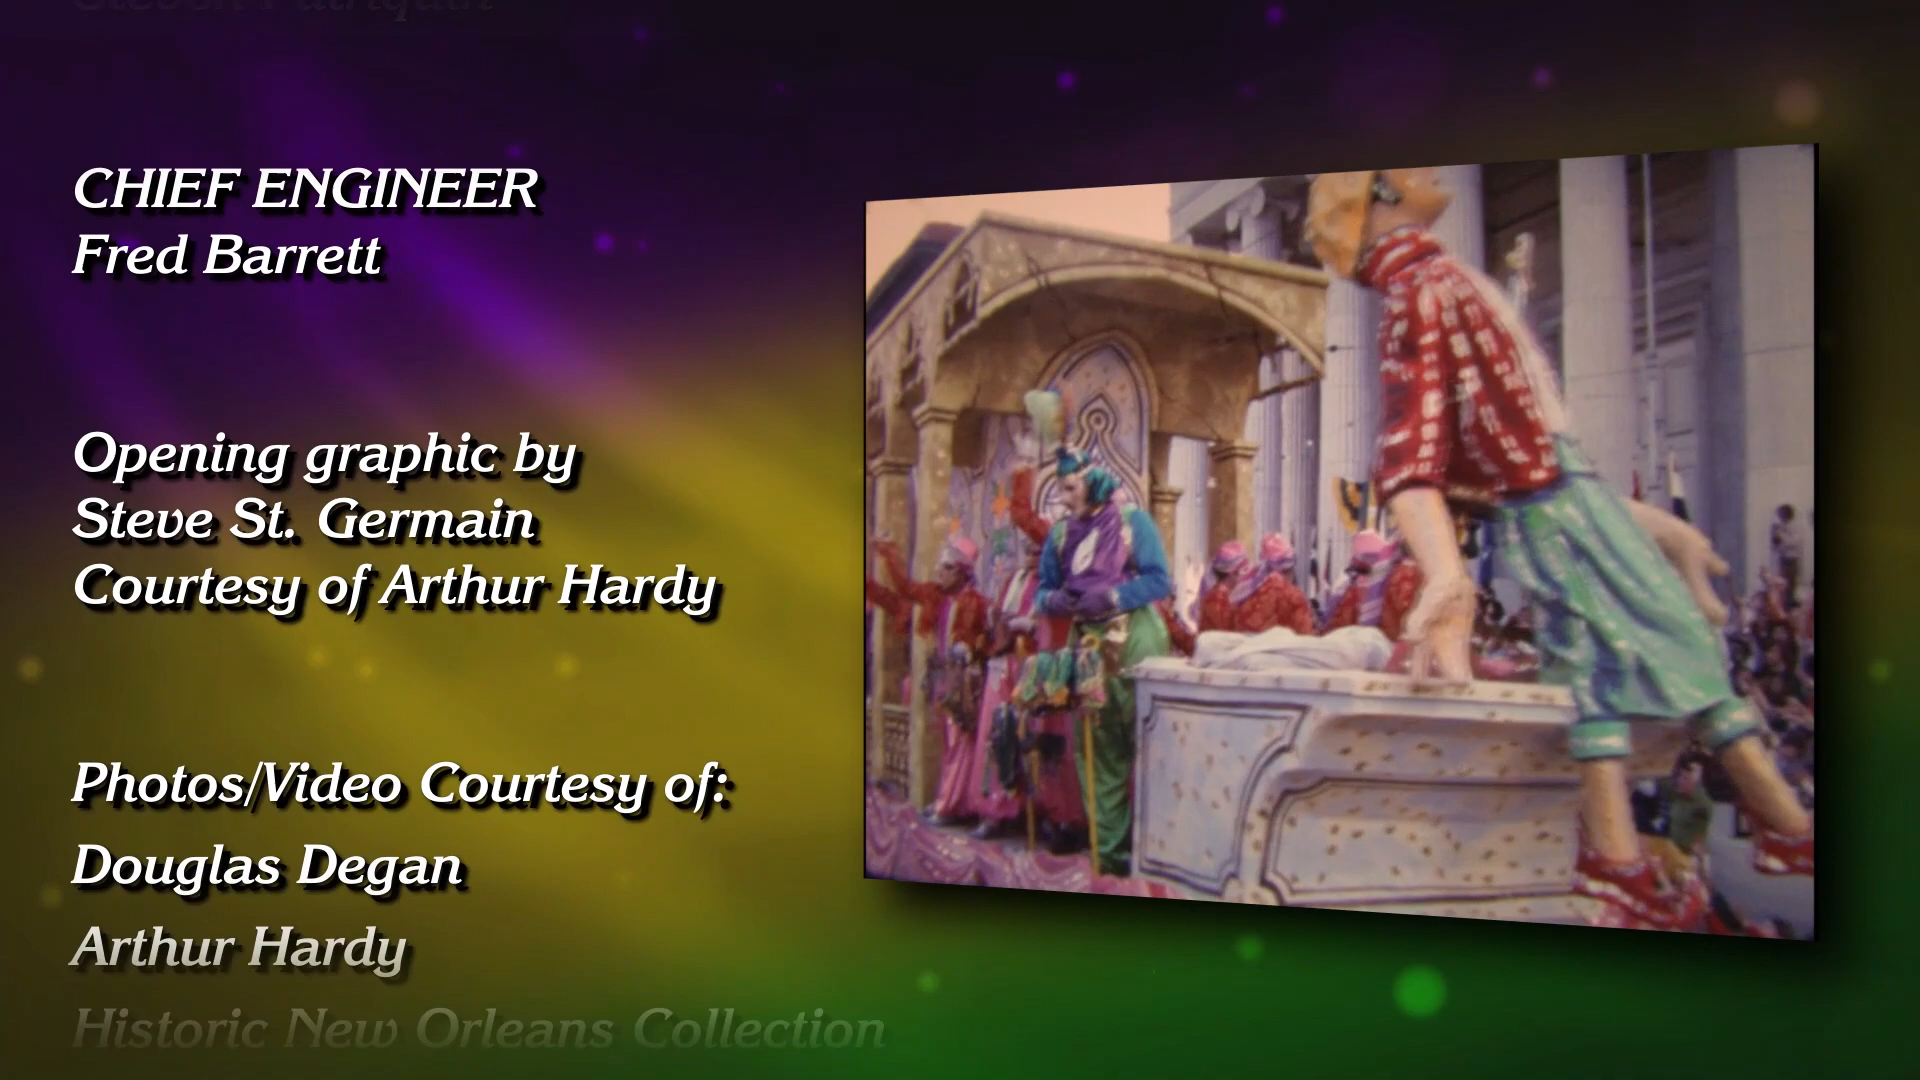 CHIEF ENGINEER
Fred Barrett
Opening graphic by
Steve St. Germain
Courtesy of Arthur Hardy
Photos/Video Courtesy of:
Douglas Degan
Arthur Hardy
Historic New Orleans Collection